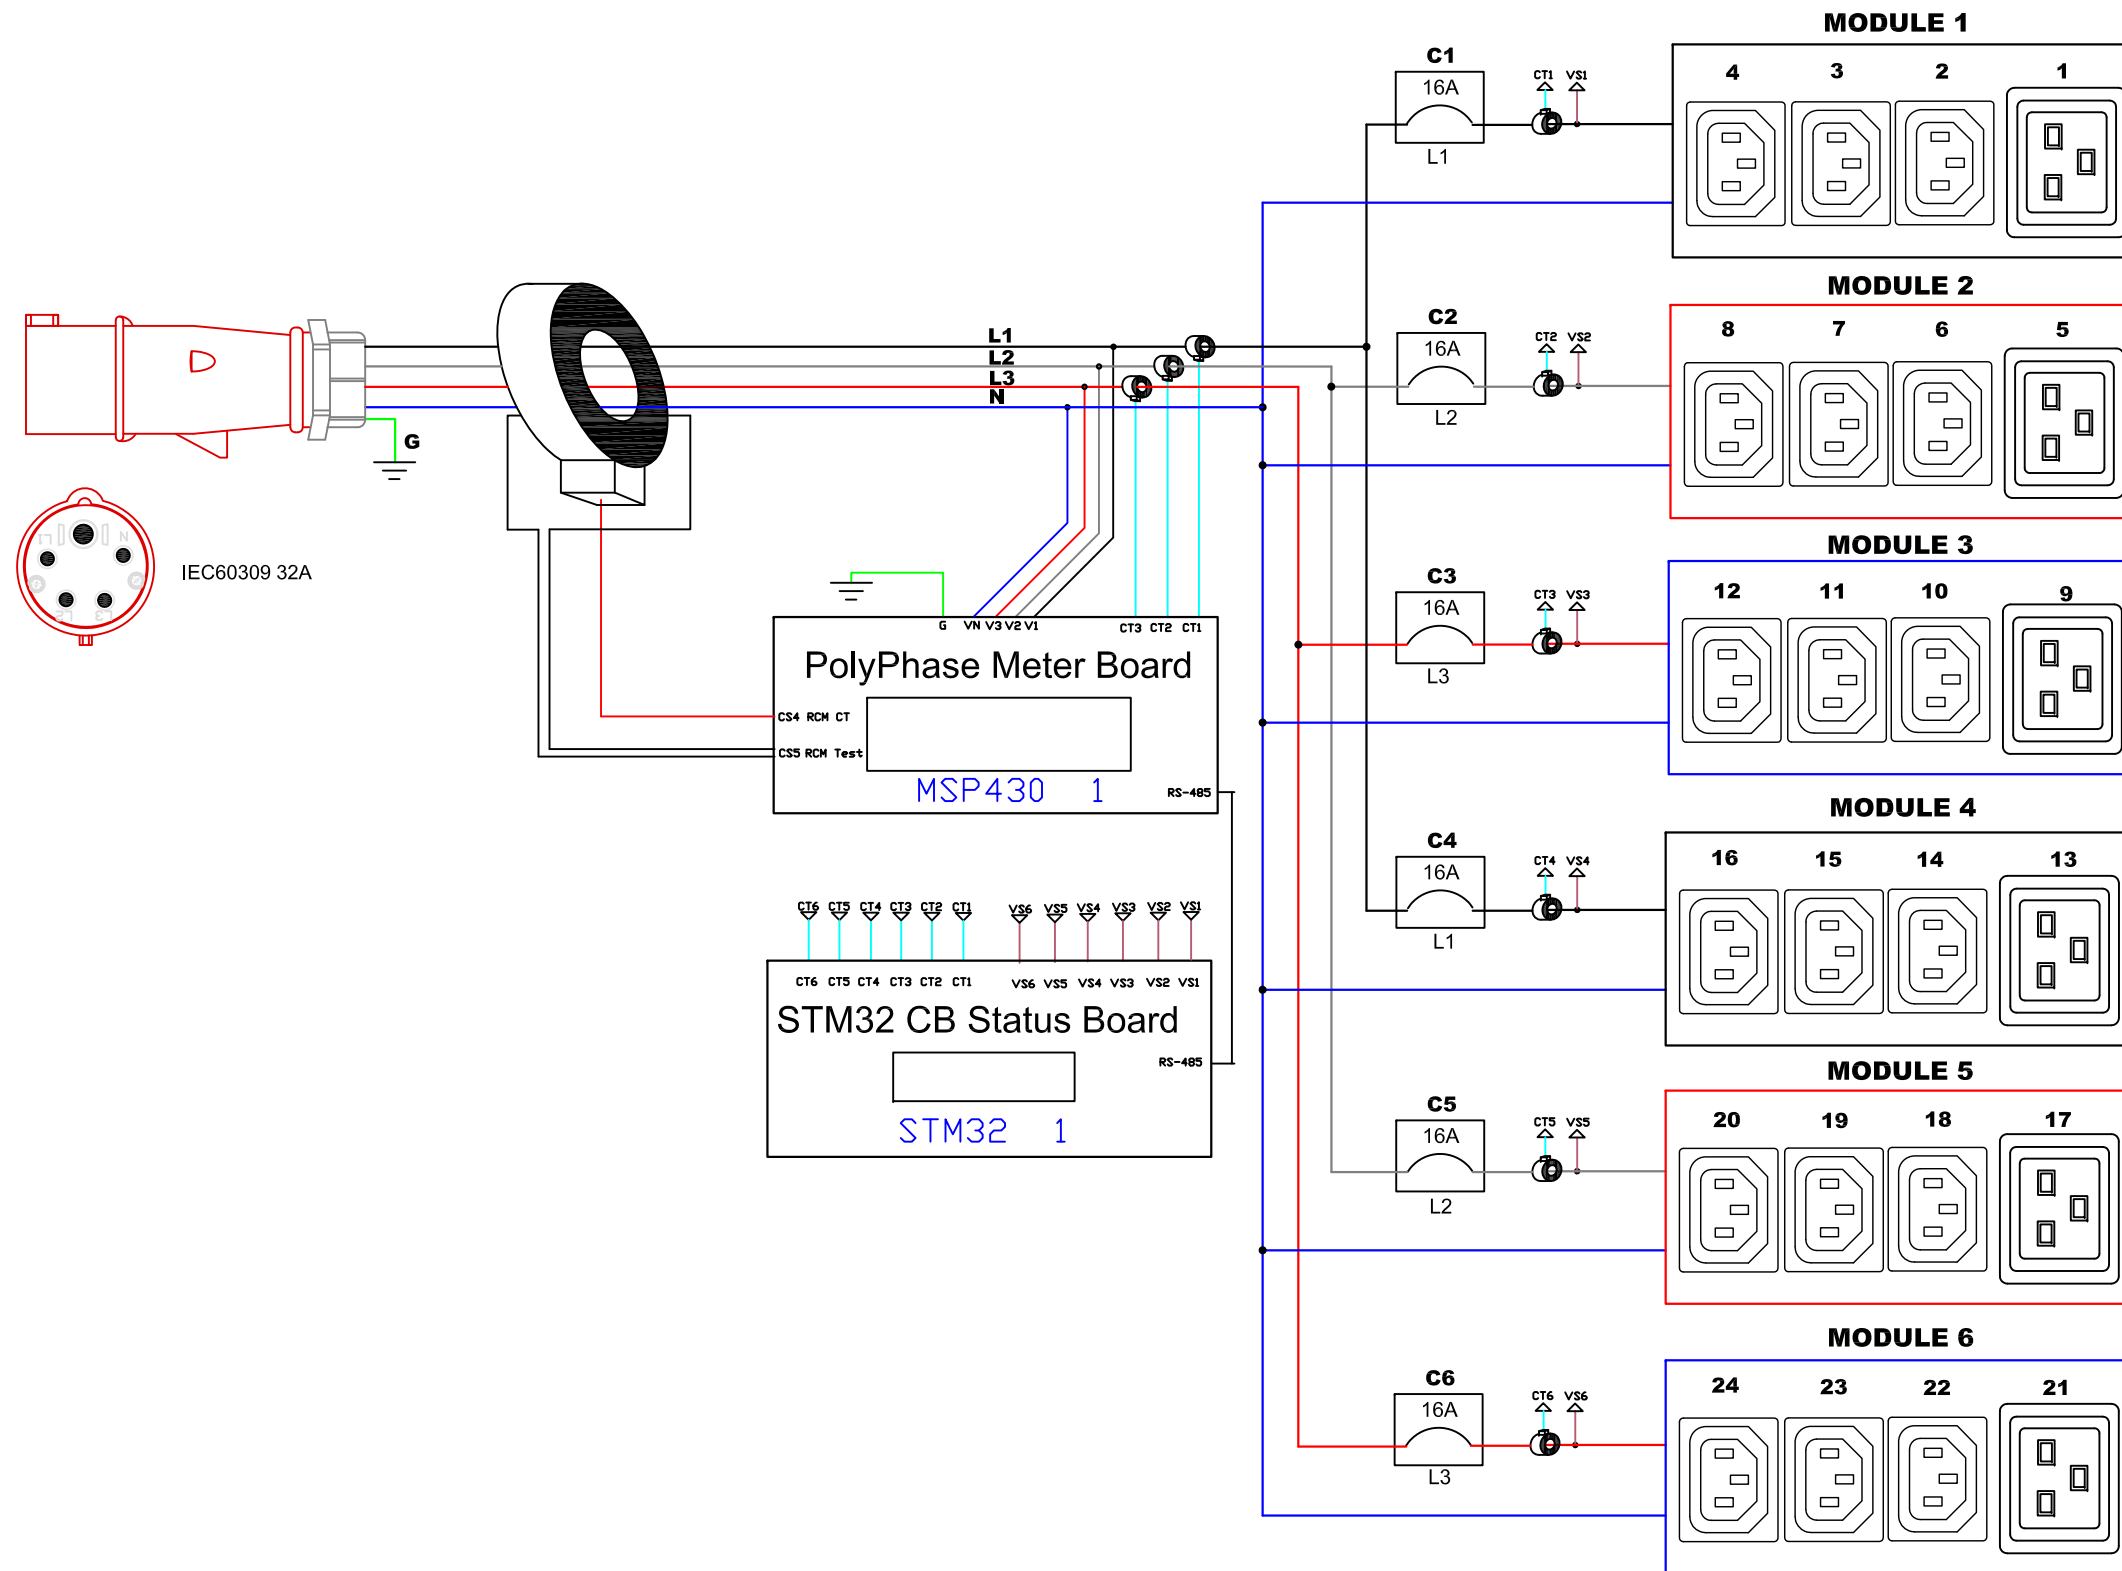 MODULE 1
4 3 2 1
C1
16A
L1
CT1 VS1
MODULE 2
8 7 6 5
C2
16A
L2
CT2 VS2
MODULE 3
12 11 10 9
C3
16A
L3
CT3 VS3
MODULE 4
16 15 14 13
C4
16A
L1
CT4 VS4
MODULE 5
20 19 18 17
C5
16A
L2
CT5 VS5
MODULE 6
24 23 22 21
C6
16A
L3
CT6 VS6
L1
L2
L3
N
G
L1 N
L2 L3
IEC60309 32A
G VN V3 V2 V1 CT3 CT2 CT1
PolyPhase Meter Board
CS4 RCM CT
CS5 RCM Test
MSP430 1
RS-485
CT6 CT5 CT4 CT3 CT2 CT1 VS6 VS5 VS4 VS3 VS2 VS1
CT6 CT5 CT4 CT3 CT2 CT1 VS6 VS5 VS4 VS3 VS2 VS1
STM32 CB Status Board
RS-485
STM32 1